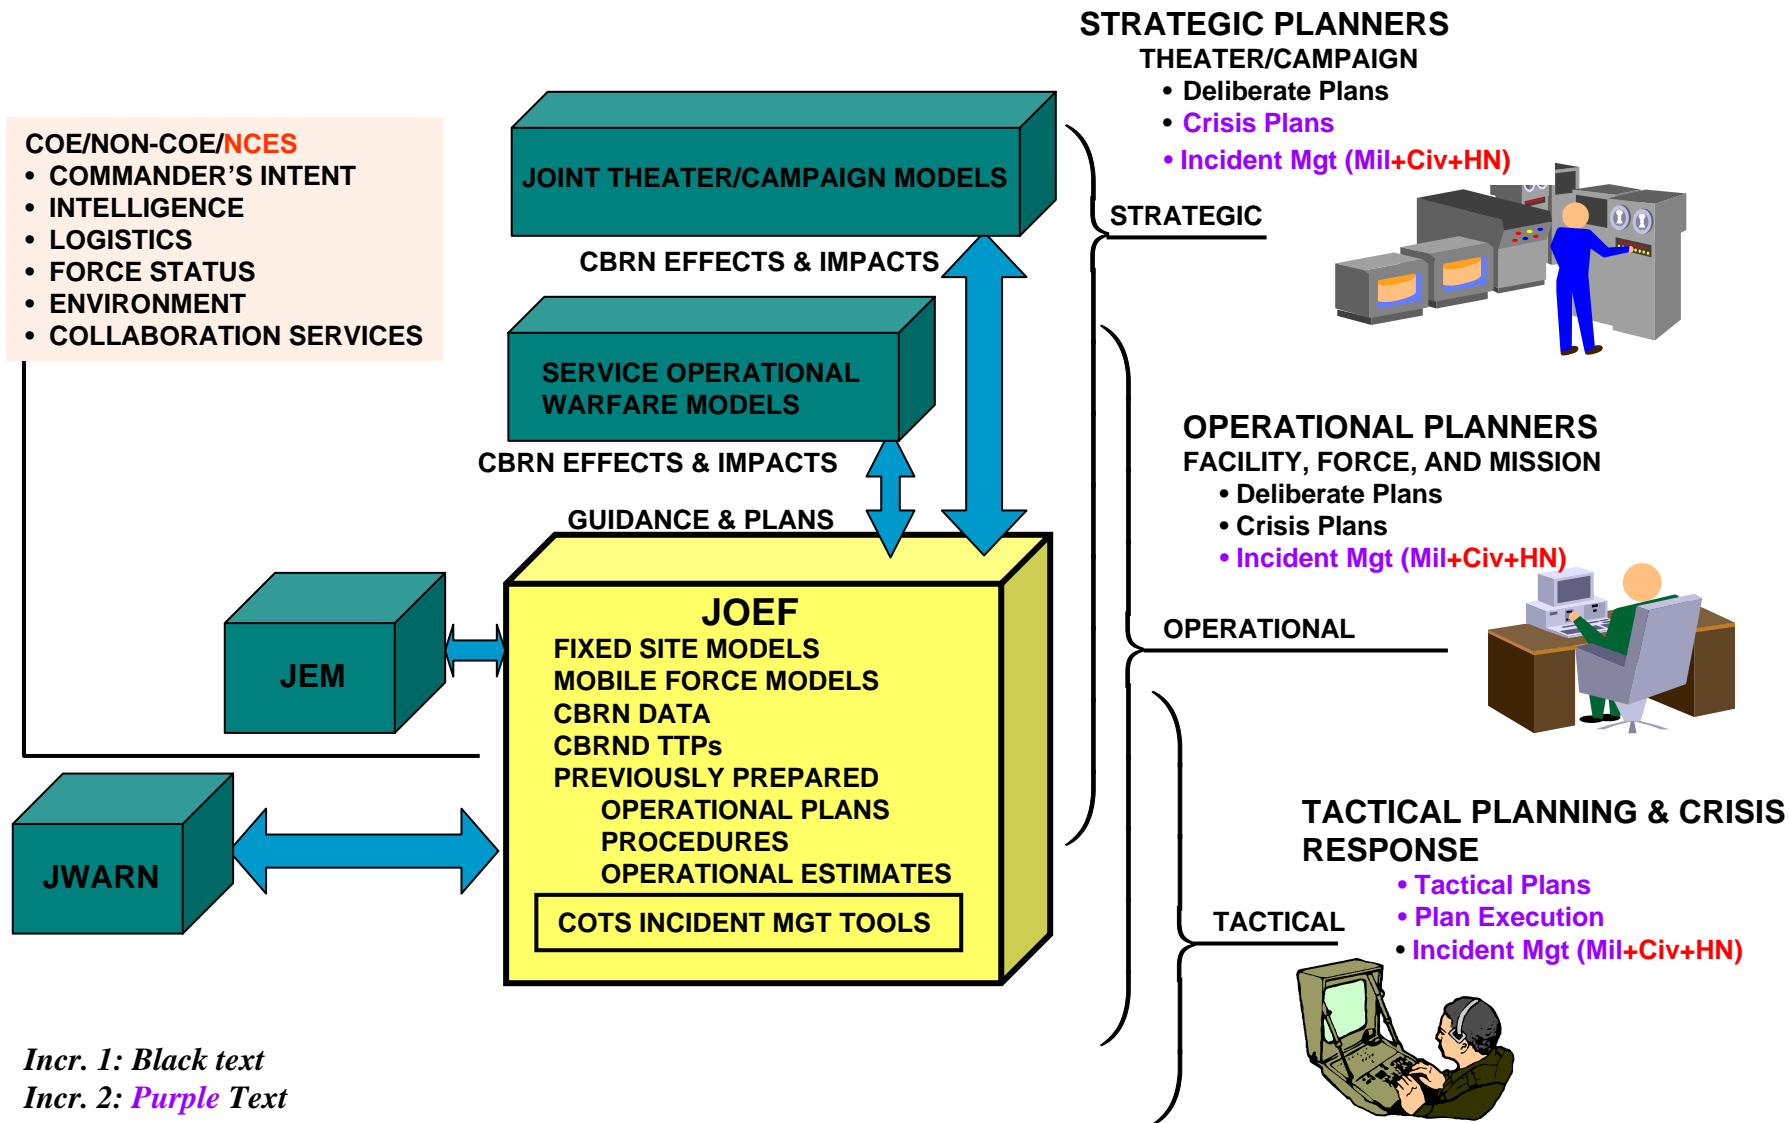 STRATEGIC PLANNERS
THEATER/CAMPAIGN
• Deliberate Plans
• Crisis Plans
• Incident Mgt (Mil+Civ+HN)
COE/NON-COE/NCES
• COMMANDER'S INTENT
• INTELLIGENCE
• LOGISTICS
• FORCE STATUS
• ENVIRONMENT
• COLLABORATION SERVICES
JOINT THEATER/CAMPAIGN MODELS
STRATEGIC
CBRN EFFECTS & IMPACTS
SERVICE OPERATIONAL
WARFARE MODELS
CBRN EFFECTS & IMPACTS
GUIDANCE & PLANS
OPERATIONAL PLANNERS
FACILITY, FORCE, AND MISSION
• Deliberate Plans
• Crisis Plans
• Incident Mgt (Mil+Civ+HN)
OPERATIONAL
JEM
JOEF
FIXED SITE MODELS
MOBILE FORCE MODELS
CBRN DATA
CBRND TTPs
PREVIOUSLY PREPARED
OPERATIONAL PLANS
PROCEDURES
OPERATIONAL ESTIMATES
COTS INCIDENT MGT TOOLS
JWARN
TACTICAL PLANNING & CRISIS
RESPONSE
• Tactical Plans
• Plan Execution
• Incident Mgt (Mil+Civ+HN)
TACTICAL
Incr. 1: Black text
Incr. 2: Purple Text